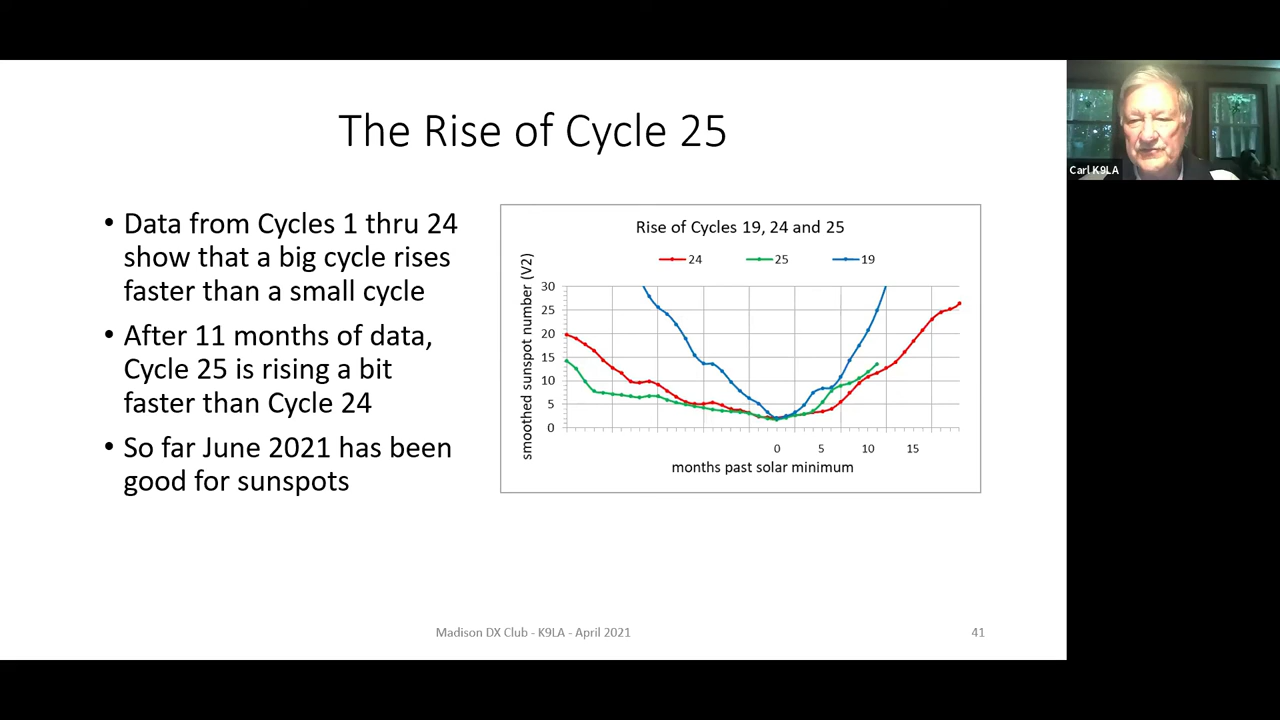 The Rise of Cycle 25
Carl K9LA
• Data from Cycles 1 thru 24
show that a big cycle rises
faster than a small cycle
• After 11 months of data,
Cycle 25 is rising a bit
faster than Cycle 24
• So far June 2021 has been
good for sunspots
Rise of Cycles 19, 24 and 25
24 25 19
smoothed sunspot number (V2)
30
25
20
15
10
5
0
0 5 10 15
months past solar minimum
Madison DX Club - K9LA - April 2021
41